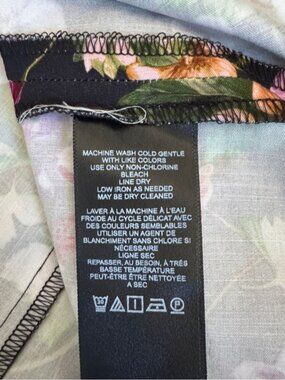 MACHINE WASH COLD GENTLE
WITH LIKE COLORS
USE ONLY NON-CHLORINE
BLEACH
LINE DRY
LOW IRON AS NEEDED
MAY BE DRY CLEANED
LAVER À LA MACHINE À L'EAU
FROIDE AU CYCLE DÉLICAT AVEC
DES COULEURS SEMBLABLES
UTILISER UN AGENT DE
BLANCHIMENT SANS CHLORE SI
NÉCESSAIRE
LIGNE SEC
REPASSER, AU BESOIN, À TRÈS
BASSE TEMPÉRATURE
PEUT-ÊTRE ÊTRE NETTOYÉE
A SEC